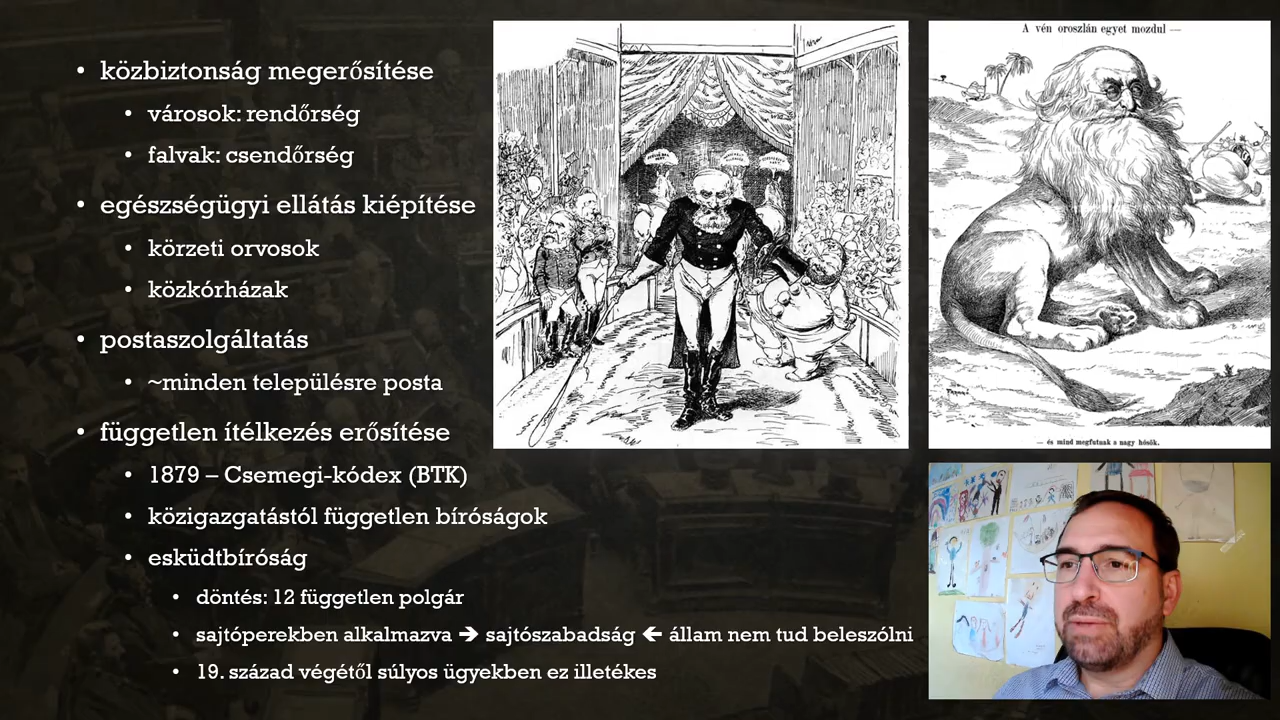 közbiztonság megerősítése
városok: rendőrség
falvak: csendőrség
egészségügyi ellátás kiépítése
körzeti orvosok
közkórházak
postaszolgáltatás
~minden településre posta
független ítélkezés erősítése
1879 – Csemegi-kódex (BTK)
közigazgatástól független bíróságok
esküdtbíróság
döntés: 12 független polgár
sajtóperekben alkalmazva → sajtószabadság ← állam nem tud beleszólni
19. század végétől súlyos ügyekben ez illetékes
A vén oroszlán egyet mozdul —
— és mind megfutnak a nagy hősök.